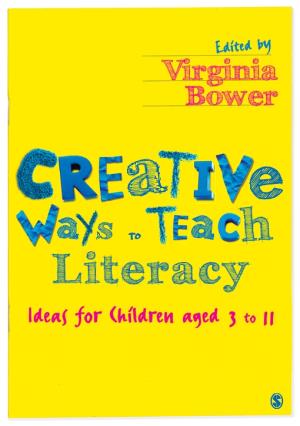 Edited by
Virginia
Bower
CREaTIVe
Ways to TEach
Literacy
Ideas for Children aged 3 to 11
S